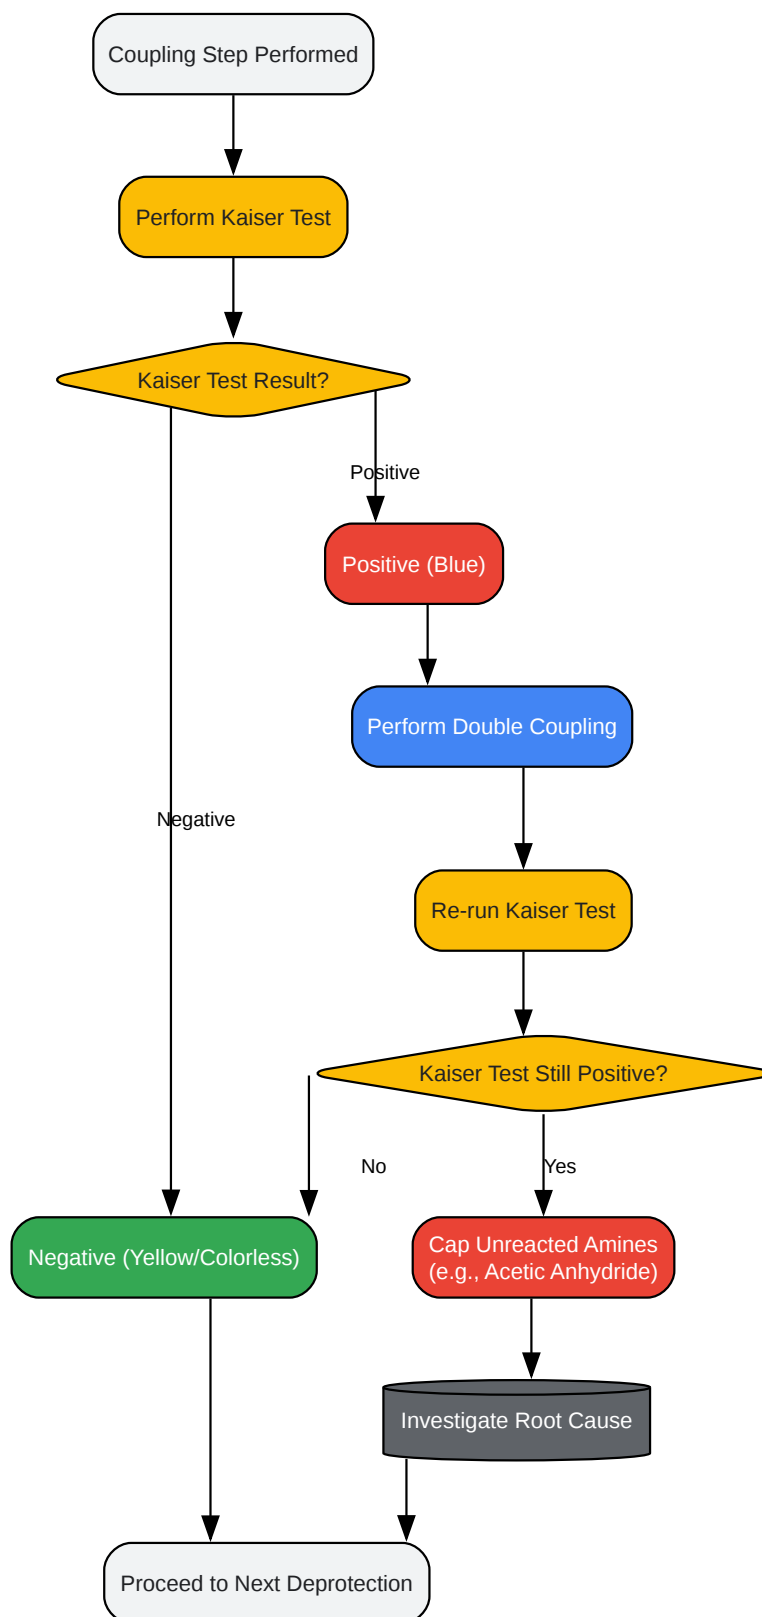 Coupling Step Performed
Perform Kaiser Test
Kaiser Test Result?
Positive
Positive (Blue)
Perform Double Coupling
Negative
Re-run Kaiser Test
Kaiser Test Still Positive?
No
Yes
Negative (Yellow/Colorless)
Cap Unreacted Amines
(e.g., Acetic Anhydride)
Investigate Root Cause
Proceed to Next Deprotection